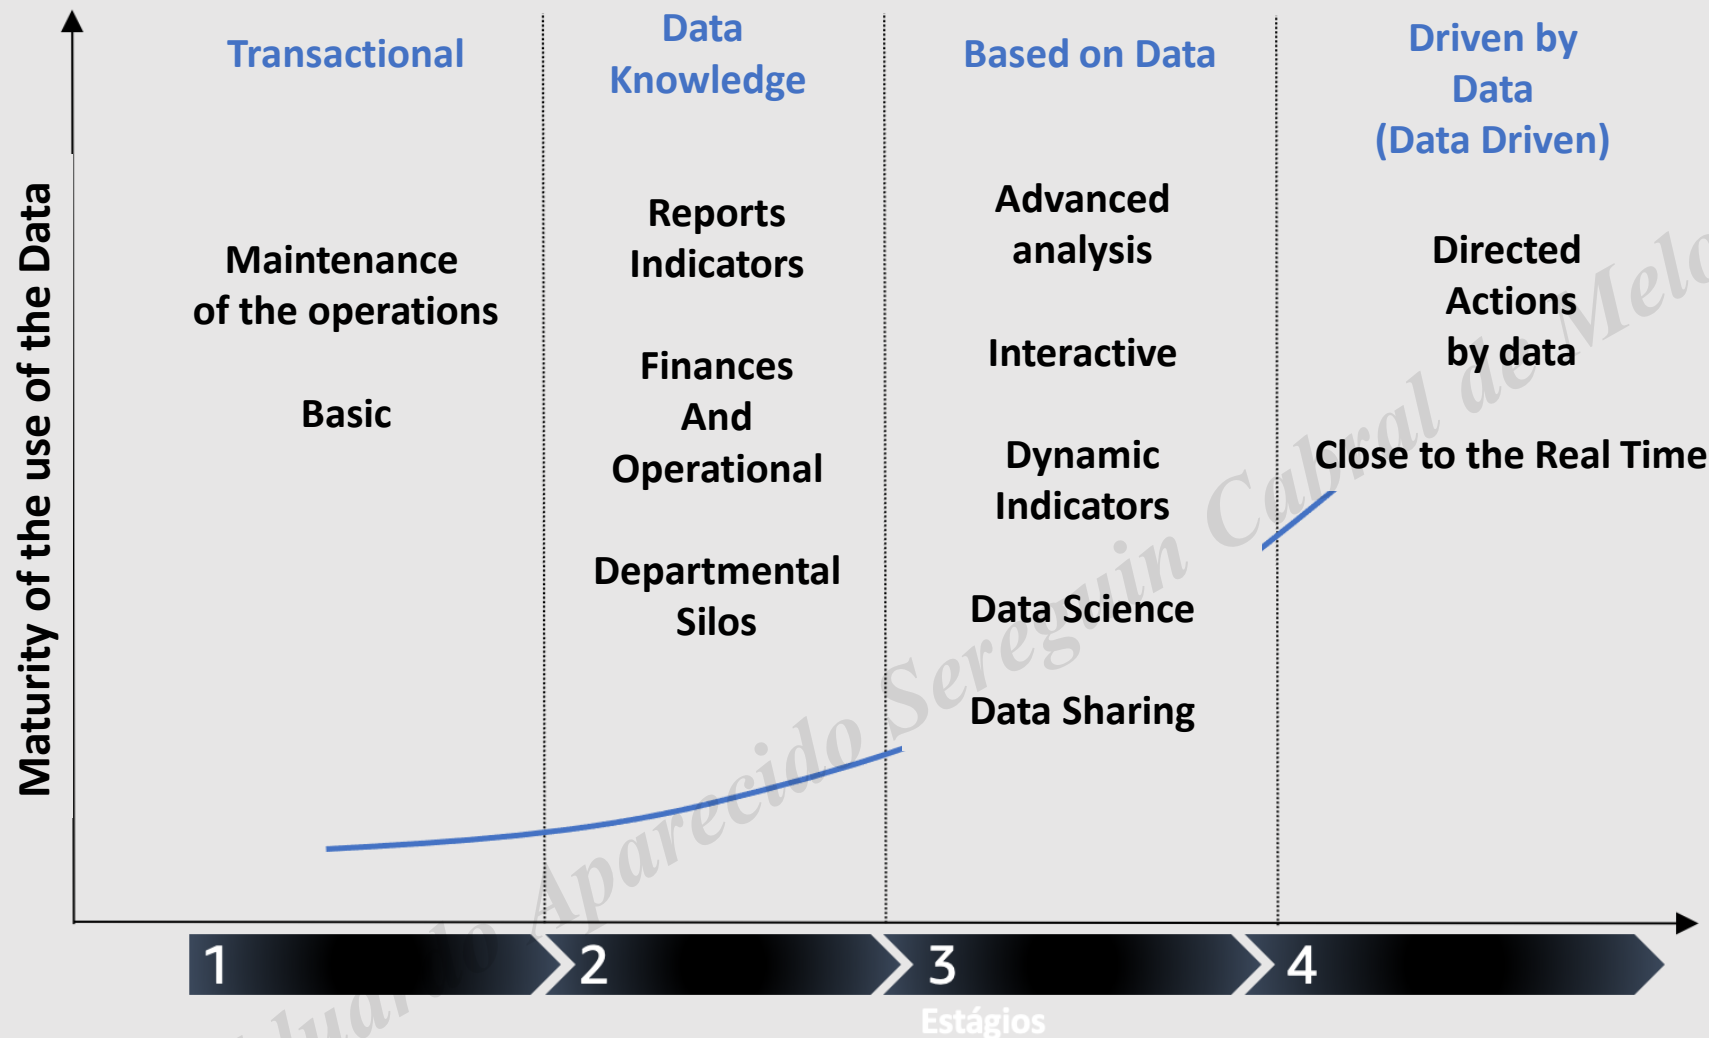 Transactional
Data
Knowledge
Based on Data
Driven by
Data
(Data Driven)
Maturity of the use of the Data
Maintenance
of the operations
Basic
Reports
Indicators
Finances
And
Operational
Departmental
Silos
Advanced
analysis
Interactive
Dynamic
Indicators
Data Science
Data Sharing
Directed
Actions
by data
Close to the Real Time
Aparecido Sereguin Cabral de Melo
1
2
3
4
Estágios